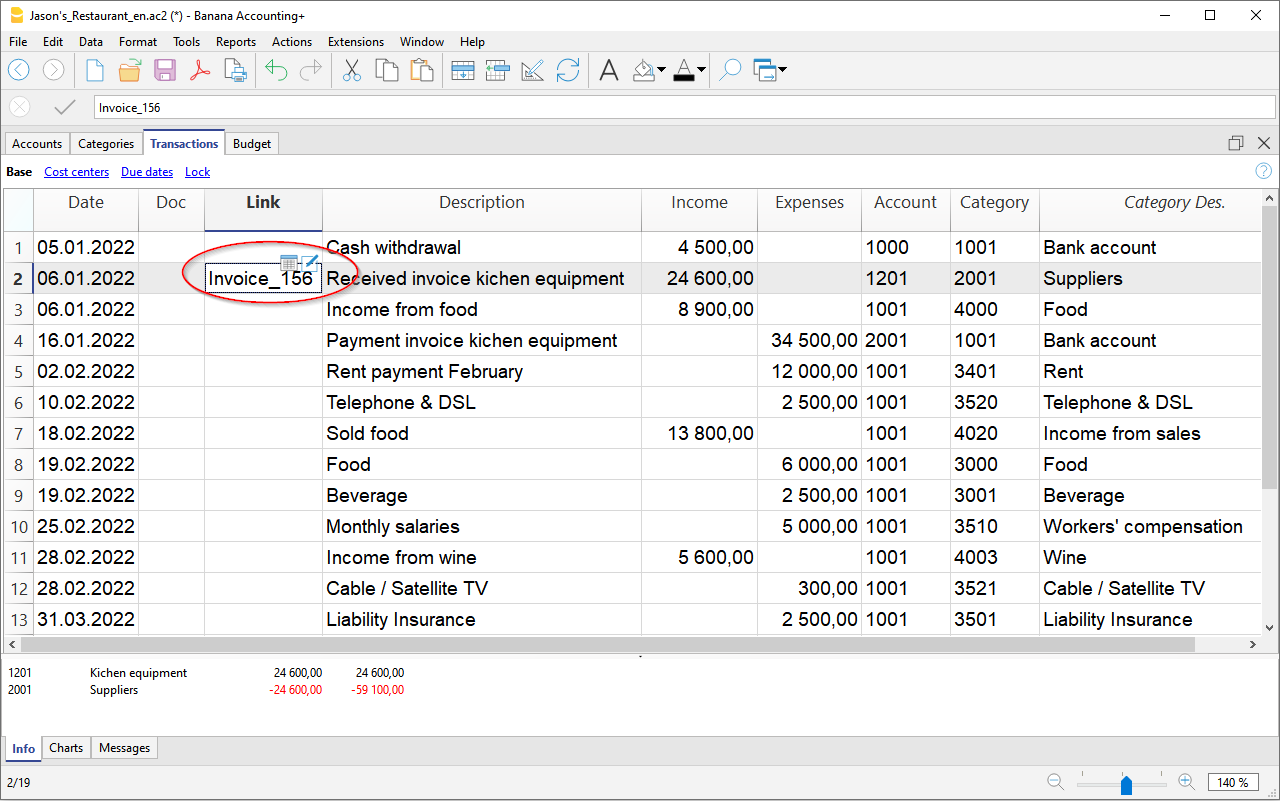 Jason's_Restaurant_en.ac2 (*) - Banana Accounting+
File Edit Data Format Tools Reports Actions Extensions Window Help
Invoice_156
Accounts Categories Transactions Budget
Base Cost centers Due dates Lock
Date Doc Link Description Income Expenses Account Category Category Des.
1 05.01.2022 Cash withdrawal 4 500,00 1000 1001 Bank account
2 06.01.2022 Invoice_156 Received invoice kichen equipment 24 600,00 1201 2001 Suppliers
3 06.01.2022 Income from food 8 900,00 1001 4000 Food
4 16.01.2022 Payment invoice kichen equipment 34 500,00 2001 1001 Bank account
5 02.02.2022 Rent payment February 12 000,00 1001 3401 Rent
6 10.02.2022 Telephone & DSL 2 500,00 1001 3520 Telephone & DSL
7 18.02.2022 Sold food 13 800,00 1001 4020 Income from sales
8 19.02.2022 Food 6 000,00 1001 3000 Food
9 19.02.2022 Beverage 2 500,00 1001 3001 Beverage
10 25.02.2022 Monthly salaries 5 000,00 1001 3510 Workers' compensation
11 28.02.2022 Income from wine 5 600,00 1001 4003 Wine
12 28.02.2022 Cable / Satellite TV 300,00 1001 3521 Cable / Satellite TV
13 31.03.2022 Liability Insurance 2 500,00 1001 3501 Liability Insurance
1201 Kichen equipment 24 600,00 24 600,00
2001 Suppliers -24 600,00 -59 100,00
Info Charts Messages
2/19 140 %